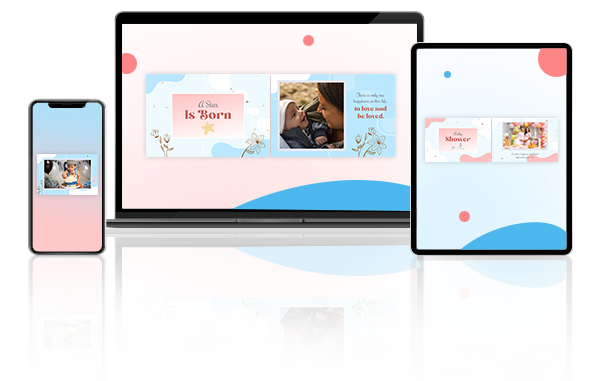 A Star
Is Born
There is only one
happiness in this life,
to love and
be loved.
Baby
Shower